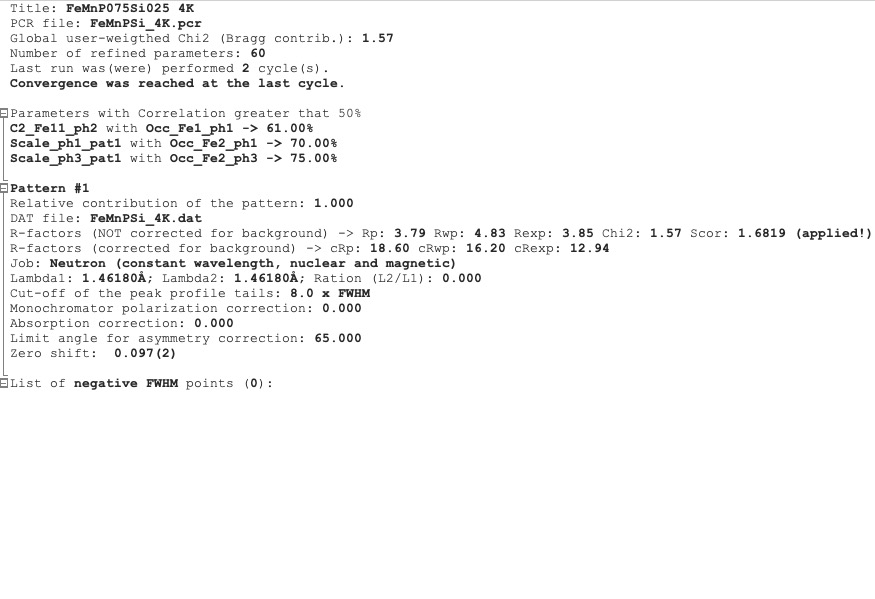 Title: FeMnP075Si025 4K
PCR file: FeMnPSi_4K.pcr
Global user-weigthed Chi2 (Bragg contrib.): 1.57
Number of refined parameters: 60
Last run was(were) performed 2 cycle(s).
Convergence was reached at the last cycle.
Parameters with Correlation greater that 50%
C2_Fe11_ph2 with Occ_Fe1_ph1 -> 61.00%
Scale_ph1_pat1 with Occ_Fe2_ph1 -> 70.00%
Scale_ph3_pat1 with Occ_Fe2_ph3 -> 75.00%
Pattern #1
Relative contribution of the pattern: 1.000
DAT file: FeMnPSi_4K.dat
R-factors (NOT corrected for background) -> Rp: 3.79 Rwp: 4.83 Rexp: 3.85 Chi2: 1.57 Scor: 1.6819 (applied!)
R-factors (corrected for background) -> cRp: 18.60 cRwp: 16.20 cRexp: 12.94
Job: Neutron (constant wavelength, nuclear and magnetic)
Lambda1: 1.46180Å; Lambda2: 1.46180Å; Ration (L2/L1): 0.000
Cut-off of the peak profile tails: 8.0 x FWHM
Monochromator polarization correction: 0.000
Absorption correction: 0.000
Limit angle for asymmetry correction: 65.000
Zero shift:  0.097(2)
List of negative FWHM points (0):